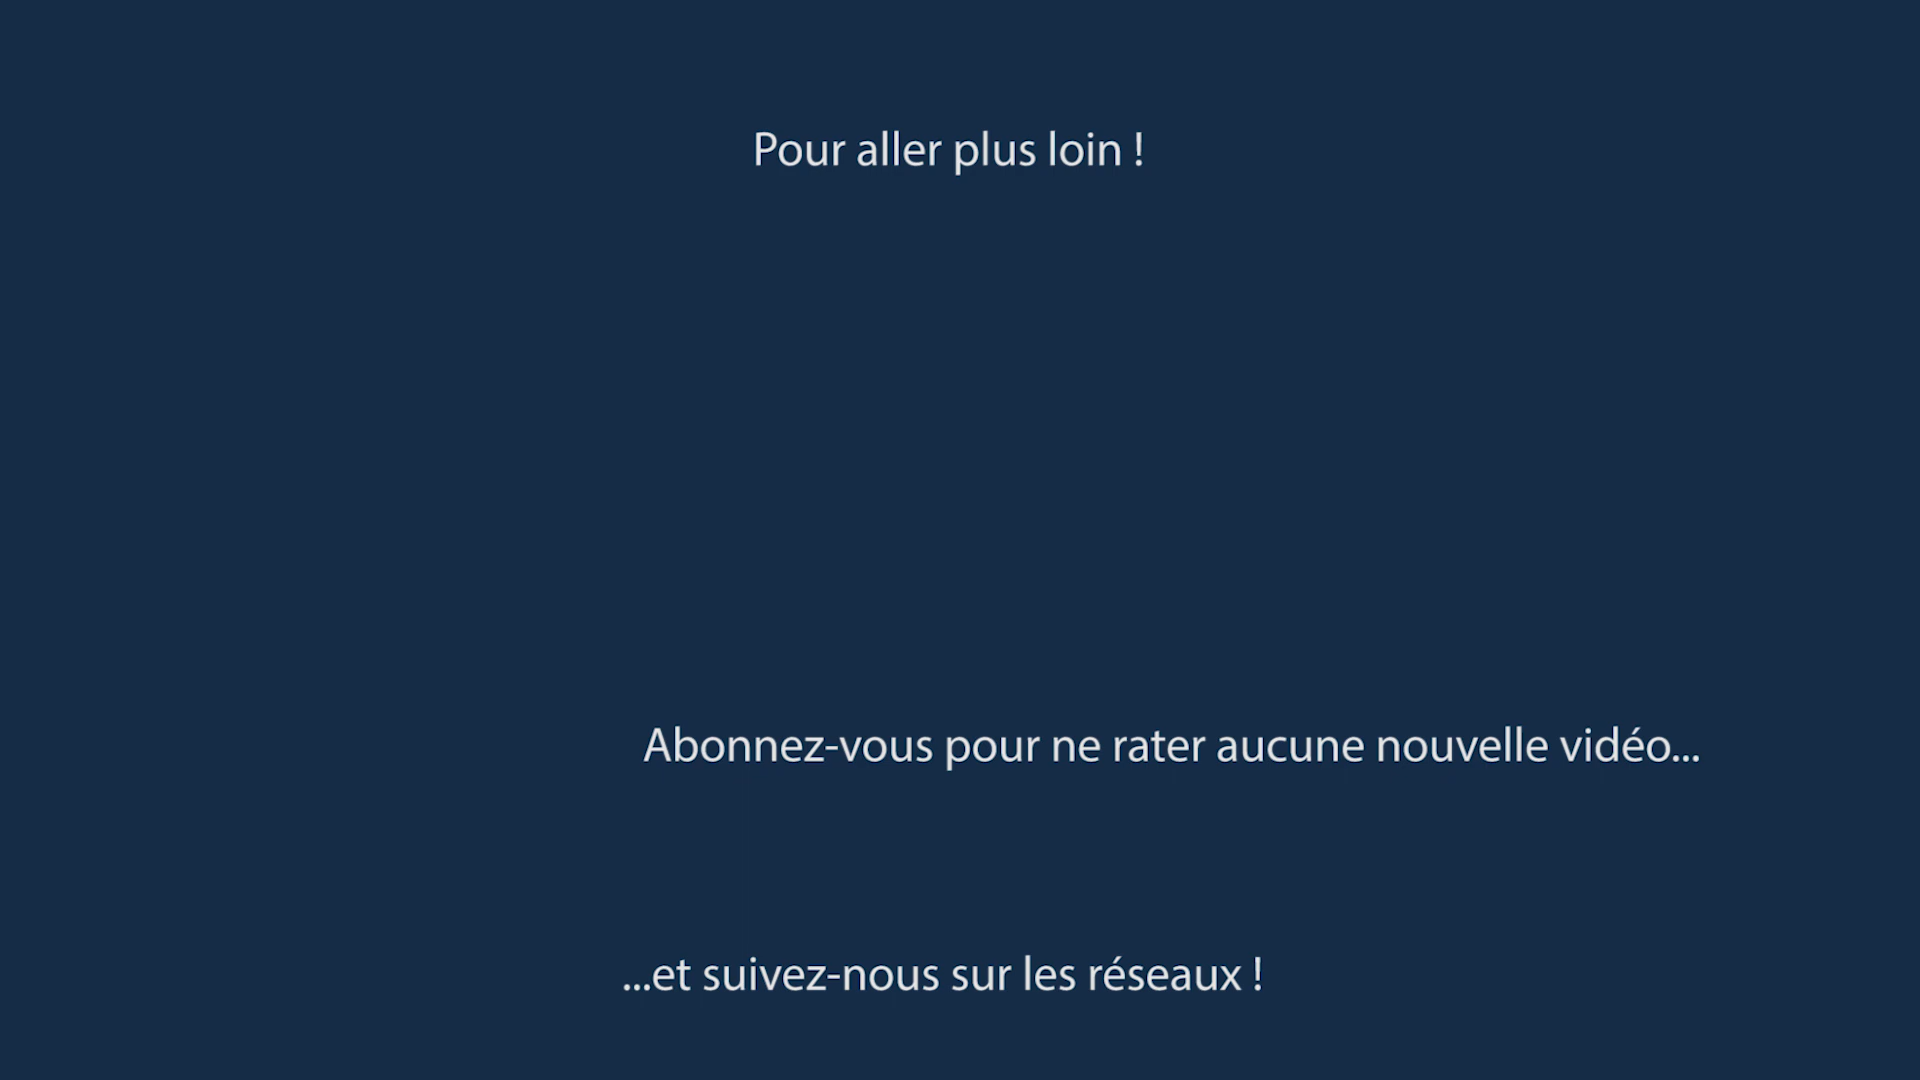 Pour aller plus loin !
Abonnez-vous pour ne rater aucune nouvelle vidéo...
...et suivez-nous sur les réseaux !